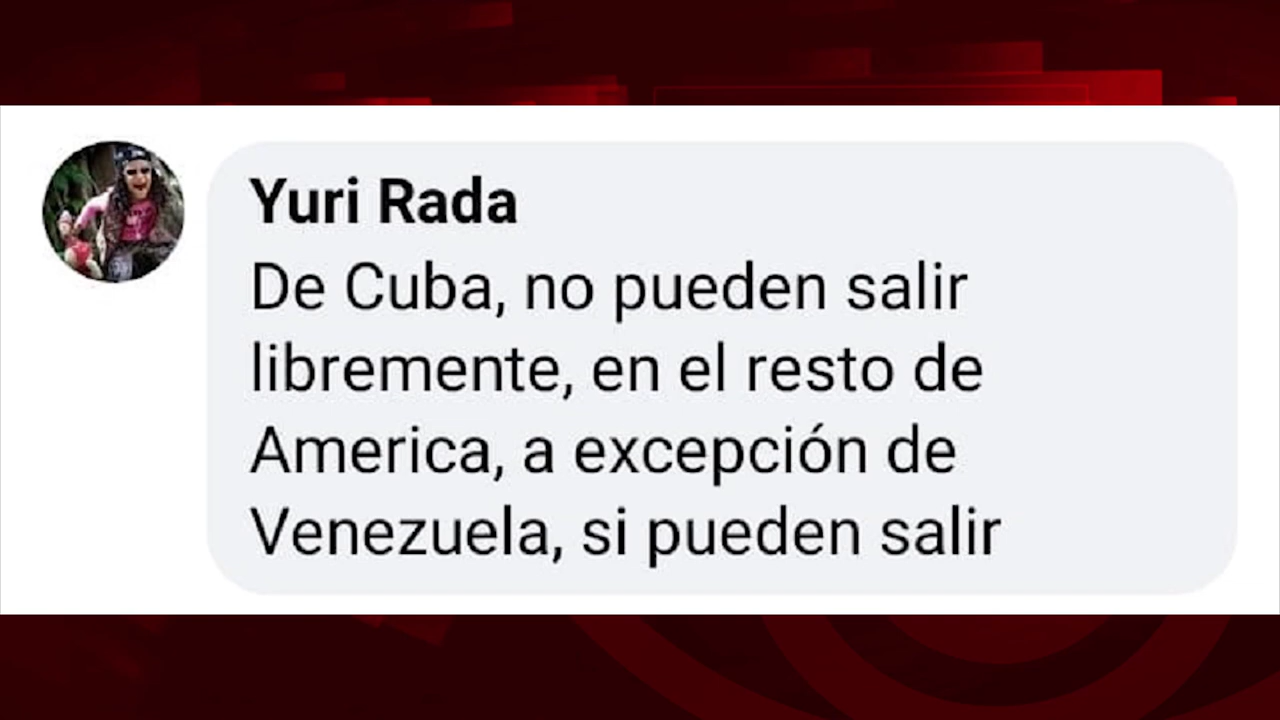 Yuri Rada
De Cuba, no pueden salir
libremente, en el resto de
America, a excepción de
Venezuela, si pueden salir